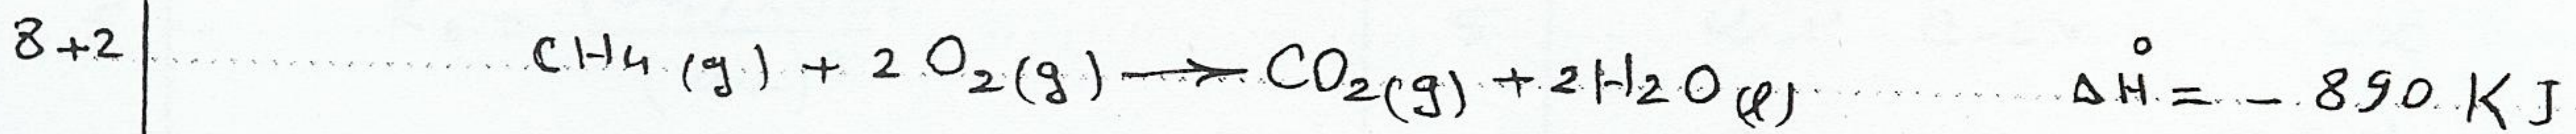 8+2 CH4 (g) + 2 O2(g) → CO2(g) + 2H2O(l) ΔH° = - 890 KJ